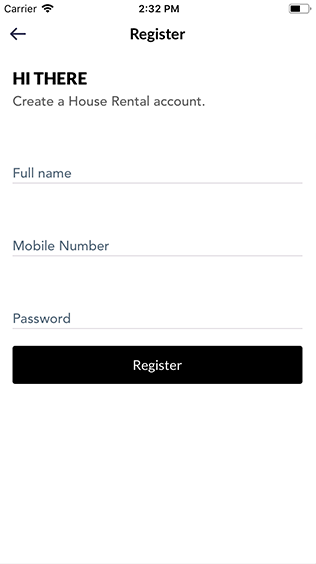 Carrier 2:32 PM
Register
HI THERE
Create a House Rental account.
Full name
Mobile Number
Password
Register